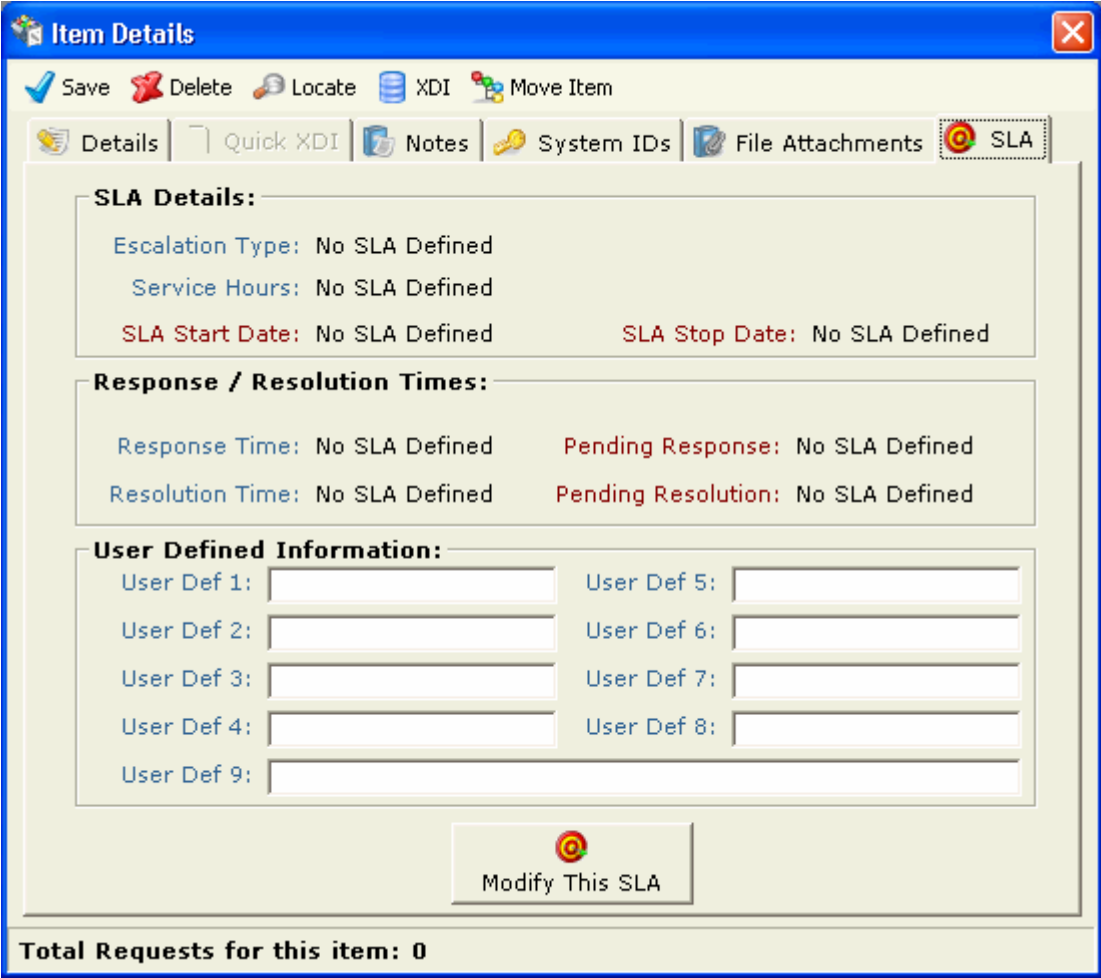 Item Details
Save Delete Locate XDI Move Item
Details Quick XDI Notes System IDs File Attachments SLA
SLA Details:
Escalation Type: No SLA Defined
Service Hours: No SLA Defined
SLA Start Date: No SLA Defined SLA Stop Date: No SLA Defined
Response / Resolution Times:
Response Time: No SLA Defined Pending Response: No SLA Defined
Resolution Time: No SLA Defined Pending Resolution: No SLA Defined
User Defined Information:
User Def 1: User Def 5:
User Def 2: User Def 6:
User Def 3: User Def 7:
User Def 4: User Def 8:
User Def 9:
Modify This SLA
Total Requests for this item: 0